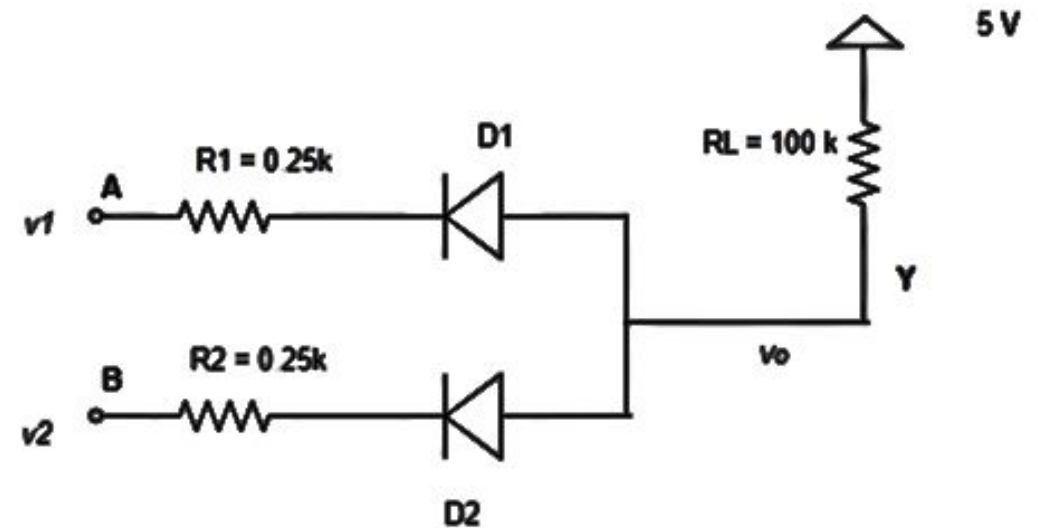 5 V
D1
RL = 100 k
R1 = 0.25k
A
v1
Y
Vo
R2 = 0.25k
B
v2
D2